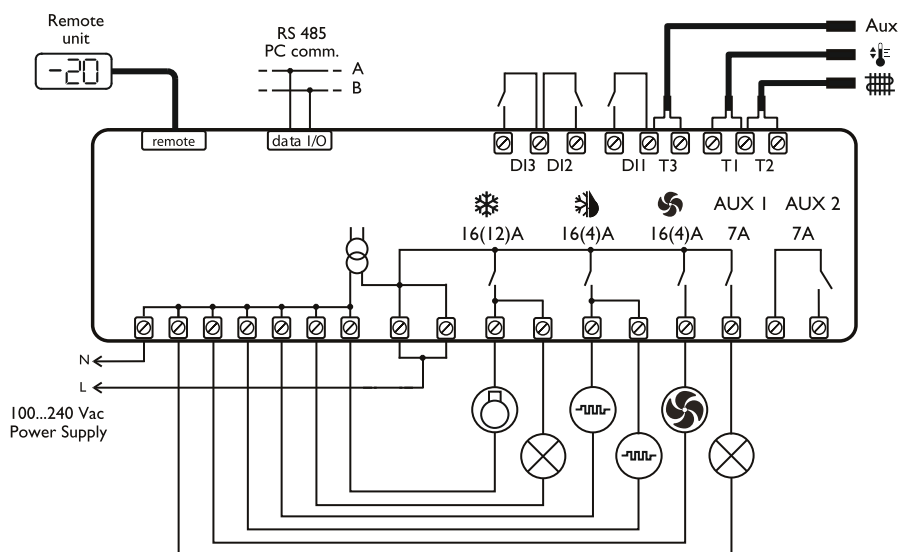 Remote
unit
-20
RS 485
PC comm.
A
B
Aux
remote
data I/O
DI3 DI2 DI1 T3 T1 T2
AUX 1 AUX 2
16(12)A 16(4)A 16(4)A 7A 7A
N
L
100...240 Vac
Power Supply